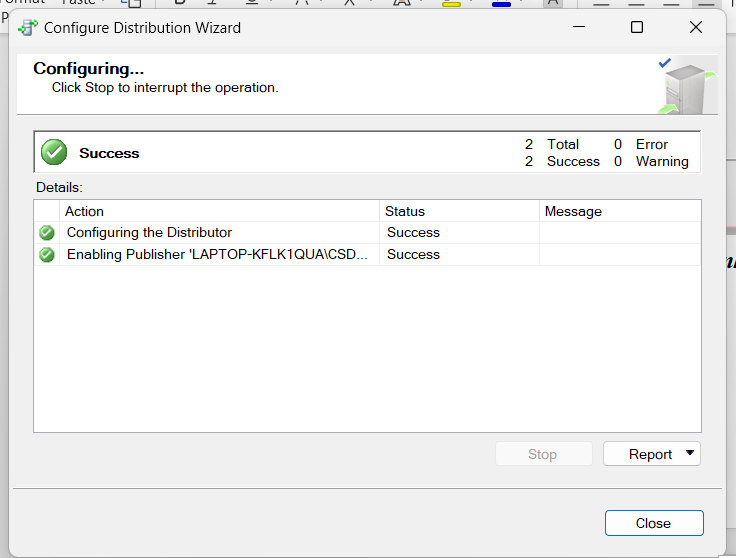 Configure Distribution Wizard
Configuring...
Click Stop to interrupt the operation.
Success
2 Total 0 Error
2 Success 0 Warning
Details:
Action Status Message
Configuring the Distributor Success
Enabling Publisher 'LAPTOP-KFLK1QUA\CSD... Success
Stop Report
Close